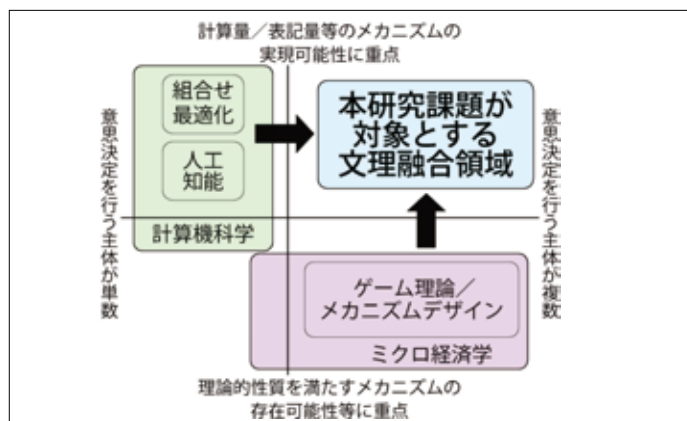 計算量／表記量等のメカニズムの
実現可能性に重点
組合せ
最適化
人工
知能
計算機科学
本研究課題が
対象とする
文理融合領域
意思決定を行う主体が単数
意思決定を行う主体が複数
ゲーム理論／
メカニズムデザイン
ミクロ経済学
理論的性質を満たすメカニズムの
存在可能性等に重点